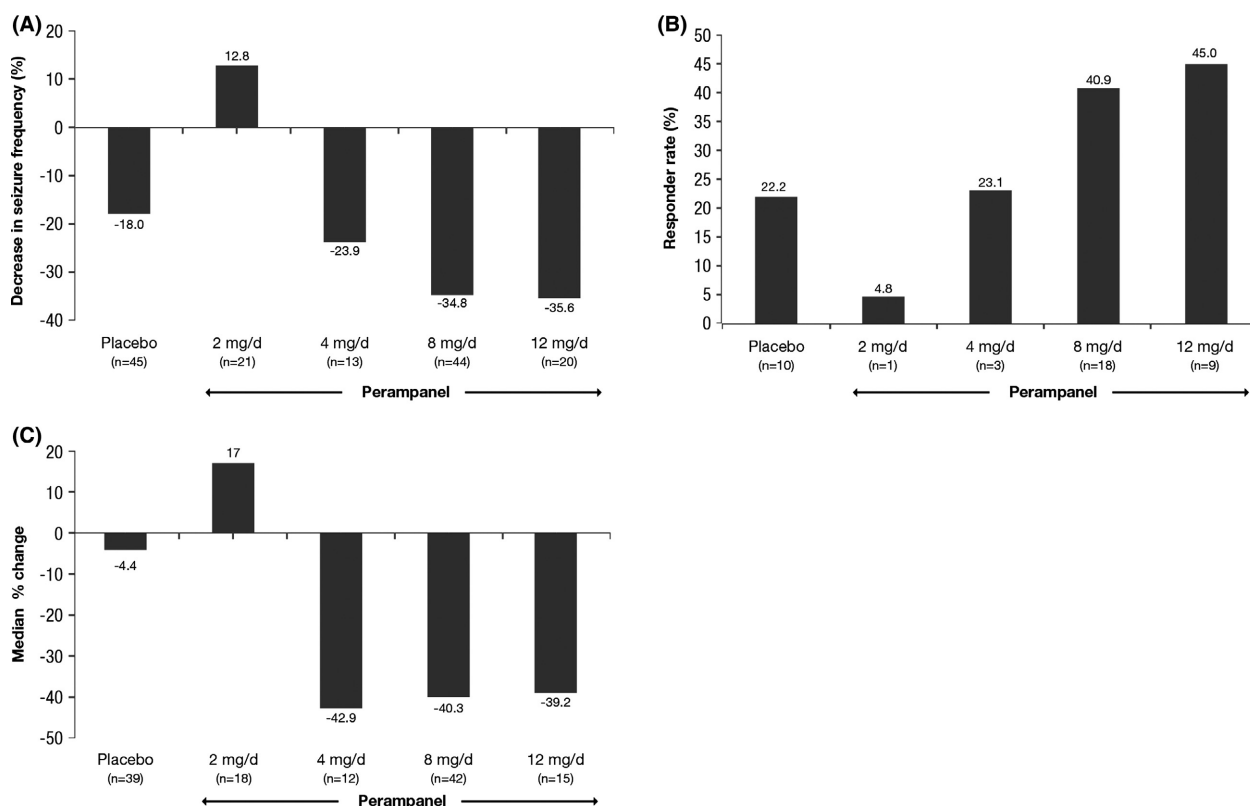 (A)
Decrease in seizure frequency (%)
20
10
0
-10
-20
-30
-40
12.8
-18.0
-23.9
-34.8
-35.6
Placebo 2 mg/d 4 mg/d 8 mg/d 12 mg/d
(n=45) (n=21) (n=13) (n=44) (n=20)
Perampanel
(B)
Responder rate (%)
50
45
40
35
30
25
20
15
10
5
0
22.2
4.8
23.1
40.9
45.0
Placebo 2 mg/d 4 mg/d 8 mg/d 12 mg/d
(n=10) (n=1) (n=3) (n=18) (n=9)
Perampanel
(C)
Median % change
20
10
0
-10
-20
-30
-40
-50
-4.4
17
-42.9
-40.3
-39.2
Placebo 2 mg/d 4 mg/d 8 mg/d 12 mg/d
(n=39) (n=18) (n=12) (n=42) (n=15)
Perampanel